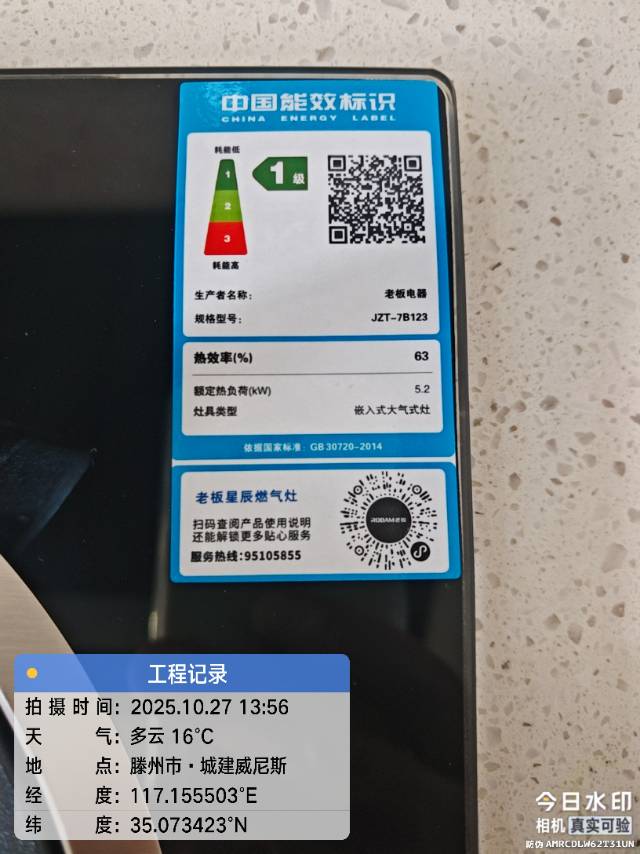 中国能效标识
CHINA ENERGY LABEL
耗能低
1
2
3
耗能高
1级
生产者名称： 老板电器
规格型号： JZT-7B123
热效率(%) 63
额定热负荷(kW) 5.2
灶具类型 嵌入式大气式灶
依据国家标准：GB 30720-2014
老板星辰燃气灶
扫码查阅产品使用说明
还能解锁更多贴心服务
服务热线:95105855
ROBAM老板
工程记录
拍摄时间：2025.10.27 13:56
天 气：多云 16℃
地 点：滕州市·城建威尼斯
经 度：117.155503°E
纬 度：35.073423°N
今日水印
相机 真实可验
防伪 AMRCDLW62T31UN